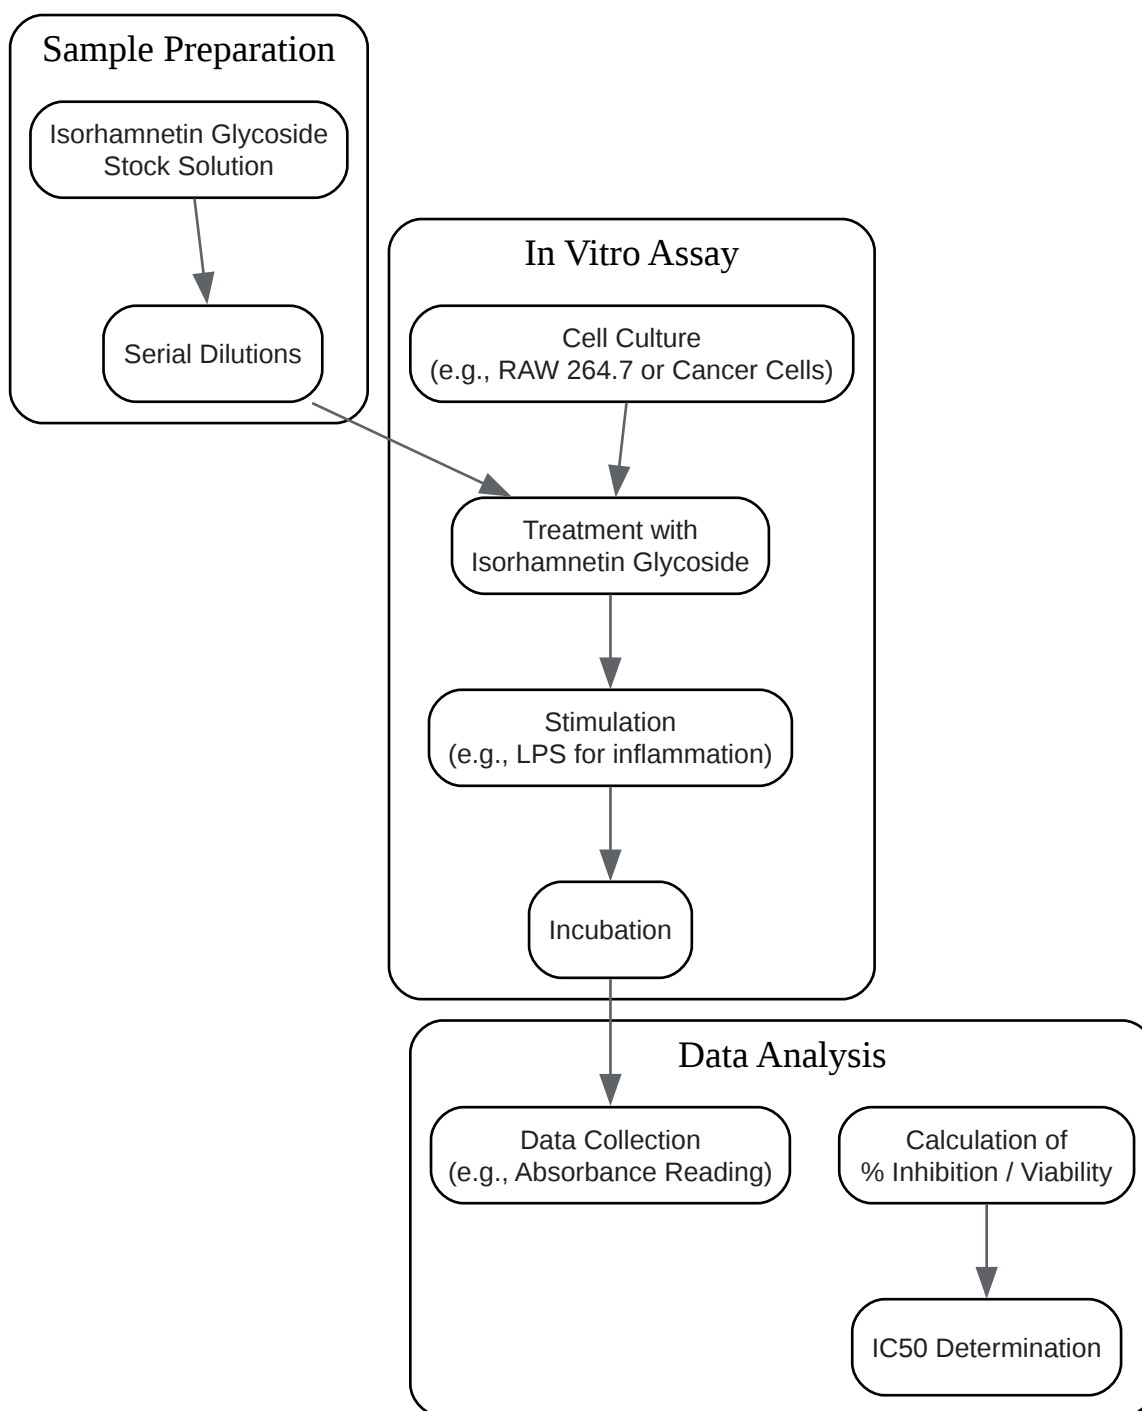 Sample Preparation
Isorhamnetin Glycoside
Stock Solution
Serial Dilutions
In Vitro Assay
Cell Culture
(e.g., RAW 264.7 or Cancer Cells)
Treatment with
Isorhamnetin Glycoside
Stimulation
(e.g., LPS for inflammation)
Incubation
Data Analysis
Data Collection
(e.g., Absorbance Reading)
Calculation of
% Inhibition / Viability
IC50 Determination